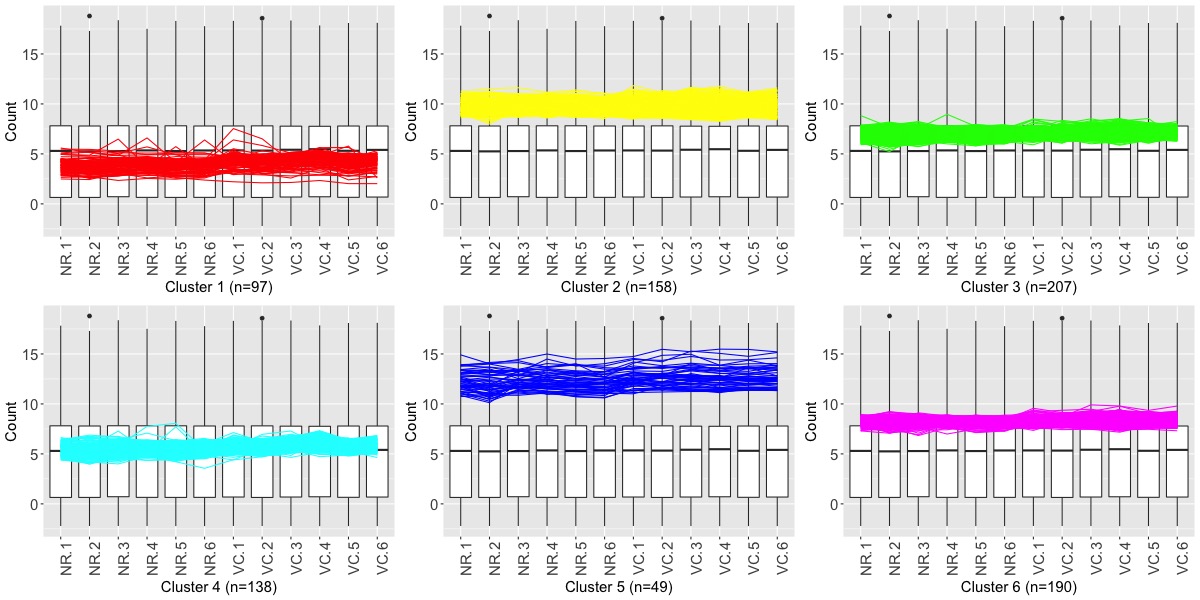 Count
15
10
5
0
NR.1 NR.2 NR.3 NR.4 NR.5 NR.6 VC.1 VC.2 VC.3 VC.4 VC.5 VC.6
Cluster 1 (n=97)
Count
15
10
5
0
NR.1 NR.2 NR.3 NR.4 NR.5 NR.6 VC.1 VC.2 VC.3 VC.4 VC.5 VC.6
Cluster 2 (n=158)
Count
15
10
5
0
NR.1 NR.2 NR.3 NR.4 NR.5 NR.6 VC.1 VC.2 VC.3 VC.4 VC.5 VC.6
Cluster 3 (n=207)
Count
15
10
5
0
NR.1 NR.2 NR.3 NR.4 NR.5 NR.6 VC.1 VC.2 VC.3 VC.4 VC.5 VC.6
Cluster 4 (n=138)
Count
15
10
5
0
NR.1 NR.2 NR.3 NR.4 NR.5 NR.6 VC.1 VC.2 VC.3 VC.4 VC.5 VC.6
Cluster 5 (n=49)
Count
15
10
5
0
NR.1 NR.2 NR.3 NR.4 NR.5 NR.6 VC.1 VC.2 VC.3 VC.4 VC.5 VC.6
Cluster 6 (n=190)